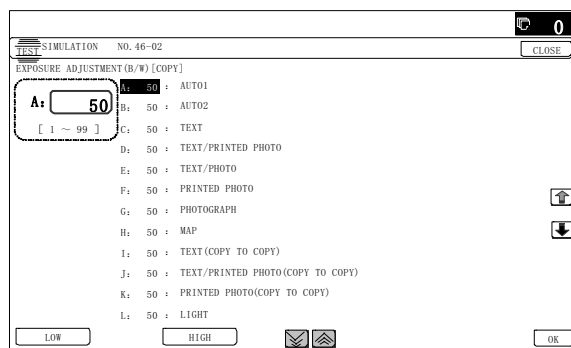 0
TEST SIMULATION NO. 46-02
CLOSE
EXPOSURE ADJUSTMENT(B/W)[COPY]
A: 50
[ 1 ~ 99 ]
A: 50 : AUTO1
B: 50 : AUTO2
C: 50 : TEXT
D: 50 : TEXT/PRINTED PHOTO
E: 50 : TEXT/PHOTO
F: 50 : PRINTED PHOTO
G: 50 : PHOTOGRAPH
H: 50 : MAP
I: 50 : TEXT(COPY TO COPY)
J: 50 : TEXT/PRINTED PHOTO(COPY TO COPY)
K: 50 : PRINTED PHOTO(COPY TO COPY)
L: 50 : LIGHT
LOW
HIGH
OK